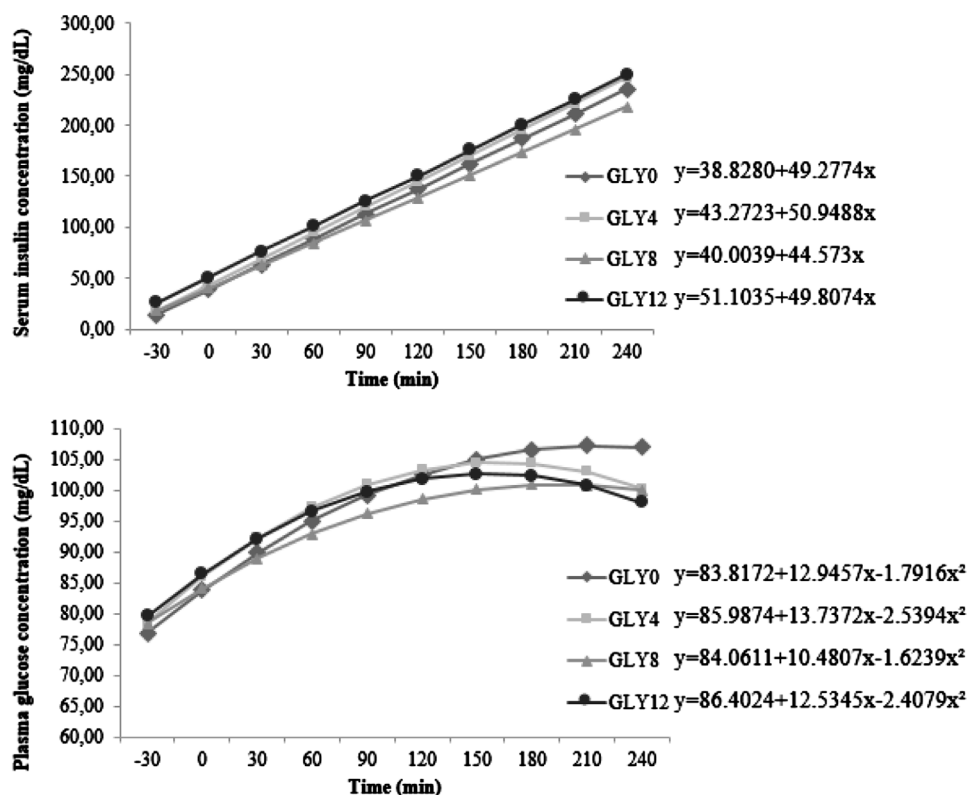 Serum insulin concentration (mg/dL)
300,00
250,00
200,00
150,00
100,00
50,00
0,00
-30 0 30 60 90 120 150 180 210 240
Time (min)
GLY0 y=38.8280+49.2774x
GLY4 y=43.2723+50.9488x
GLY8 y=40.0039+44.573x
GLY12 y=51.1035+49.8074x
Plasma glucose concentration (mg/dL)
110,00
105,00
100,00
95,00
90,00
85,00
80,00
75,00
70,00
65,00
60,00
-30 0 30 60 90 120 150 180 210 240
Time (min)
GLY0 y=83.8172+12.9457x-1.7916x²
GLY4 y=85.9874+13.7372x-2.5394x²
GLY8 y=84.0611+10.4807x-1.6239x²
GLY12 y=86.4024+12.5345x-2.4079x²